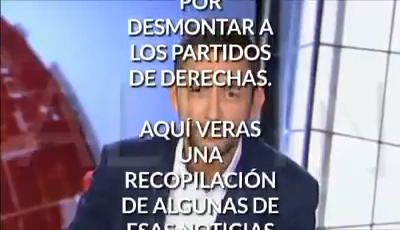 POR
DESMONTAR A
LOS PARTIDOS
DE DERECHAS.
AQUÍ VERAS
UNA
RECOPILACIÓN
DE ALGUNAS DE
ESAS NOTICIAS